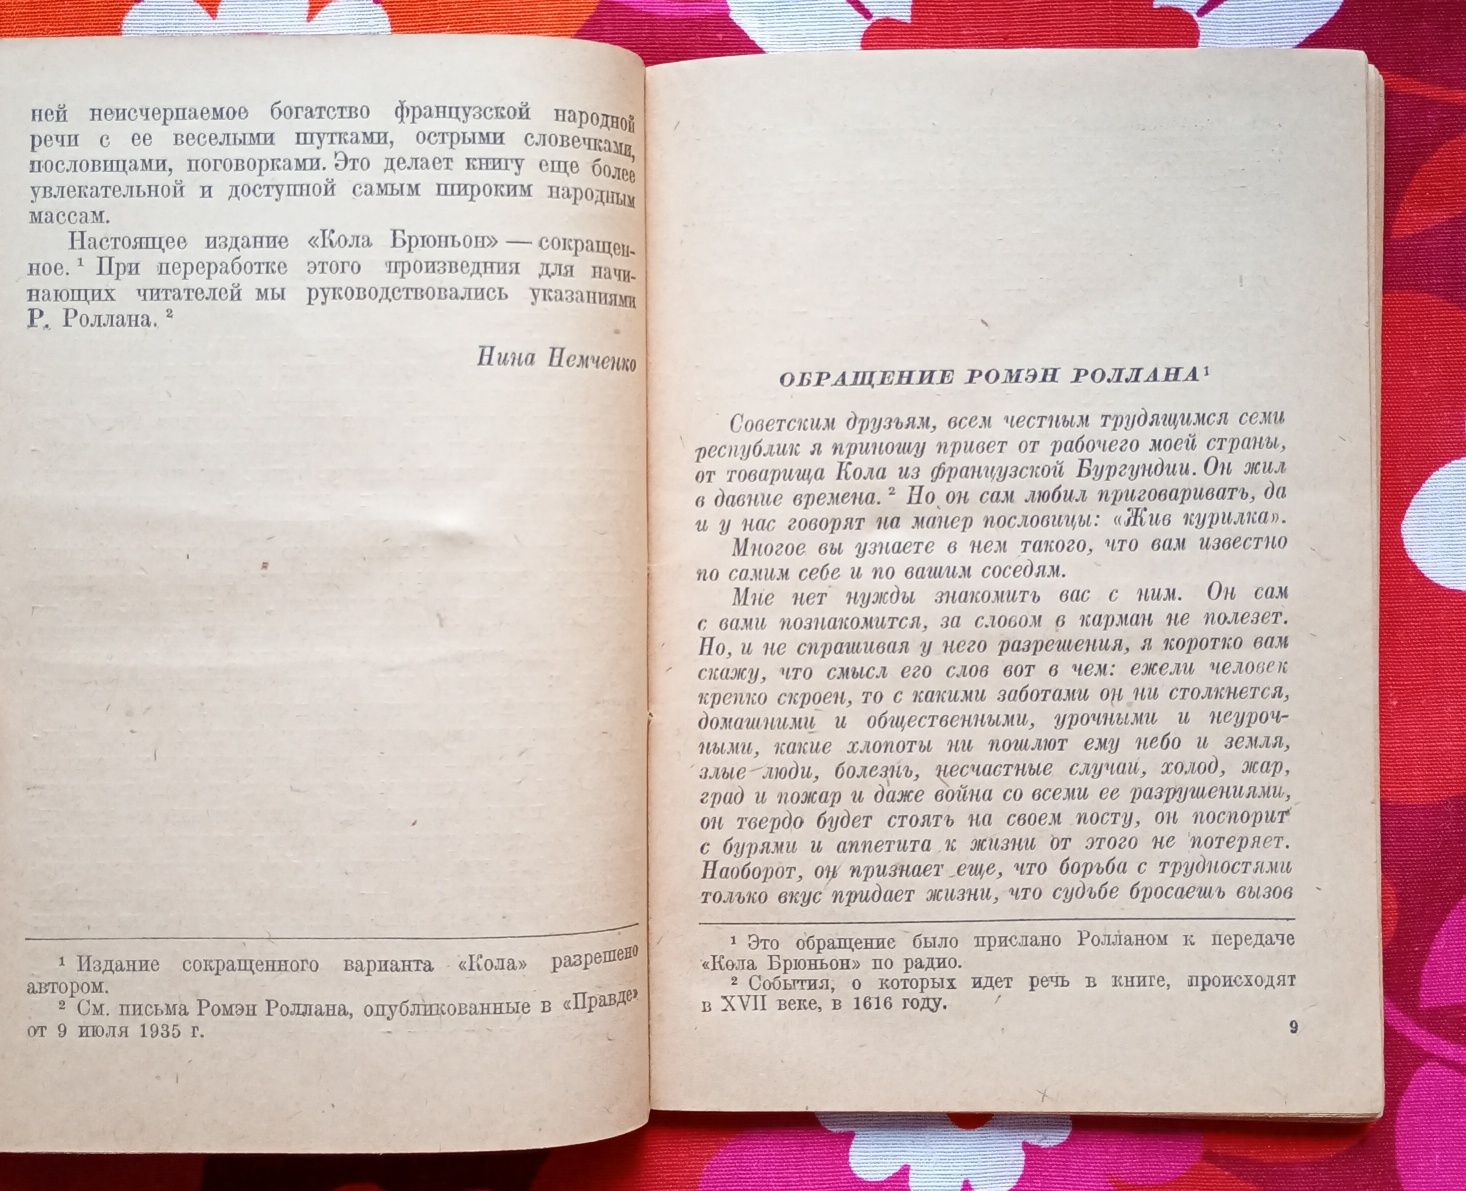 ней неисчерпаемое богатство французской народной
речи с ее веселыми шутками, острыми словечками,
пословицами, поговорками. Это делает книгу еще более
увлекательной и доступной самым широким народным
массам.
Настоящее издание «Кола Брюньон» — сокращен-
ное.¹ При переработке этого произведния для начи-
нающих читателей мы руководствовались указаниями
Р. Роллана.²
Нина Немченко
¹ Издание сокращенного варианта «Кола» разрешено
автором.
² См. письма Ромэн Роллана, опубликованные в «Правде»
от 9 июля 1935 г.
ОБРАЩЕНИЕ РОМЭН РОЛЛАНА¹
Советским друзьям, всем честным трудящимся семи
республик я приношу привет от рабочего моей страны,
от товарища Кола из французской Бургундии. Он жил
в давние времена.² Но он сам любил приговаривать, да
и у нас говорят на манер пословицы: «Жив курилка».
Многое вы узнаете в нем такого, что вам известно
по самим себе и по вашим соседям.
Мне нет нужды знакомить вас с ним. Он сам
с вами познакомится, за словом в карман не полезет.
Но, и не спрашивая у него разрешения, я коротко вам
скажу, что смысл его слов вот в чем: ежели человек
крепко скроен, то с какими заботами он ни столкнется,
домашними и общественными, урочными и неуроч-
ными, какие хлопоты ни пошлют ему небо и земля,
злые люди, болезнь, несчастные случаи, холод, жар,
град и пожар и даже война со всеми ее разрушениями,
он твердо будет стоять на своем посту, он поспорит
с бурями и аппетита к жизни от этого не потеряет.
Наоборот, он признает еще, что борьба с трудностями
только вкус придает жизни, что судьбе бросаешь вызов
¹ Это обращение было прислано Ролланом к передаче
«Кола Брюньон» по радио.
² События, о которых идет речь в книге, происходят
в XVII веке, в 1616 году.
9